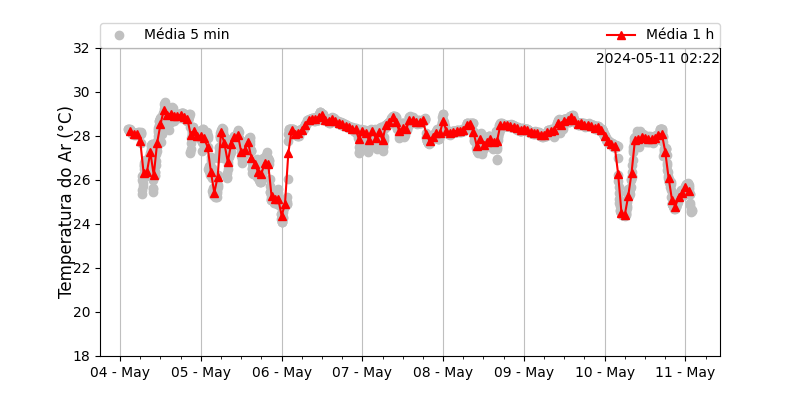 Média 5 min
Média 1 h
2024-05-11 02:22
Temperatura do Ar (°C)
32
30
28
26
24
22
20
18
04 - May
05 - May
06 - May
07 - May
08 - May
09 - May
10 - May
11 - May